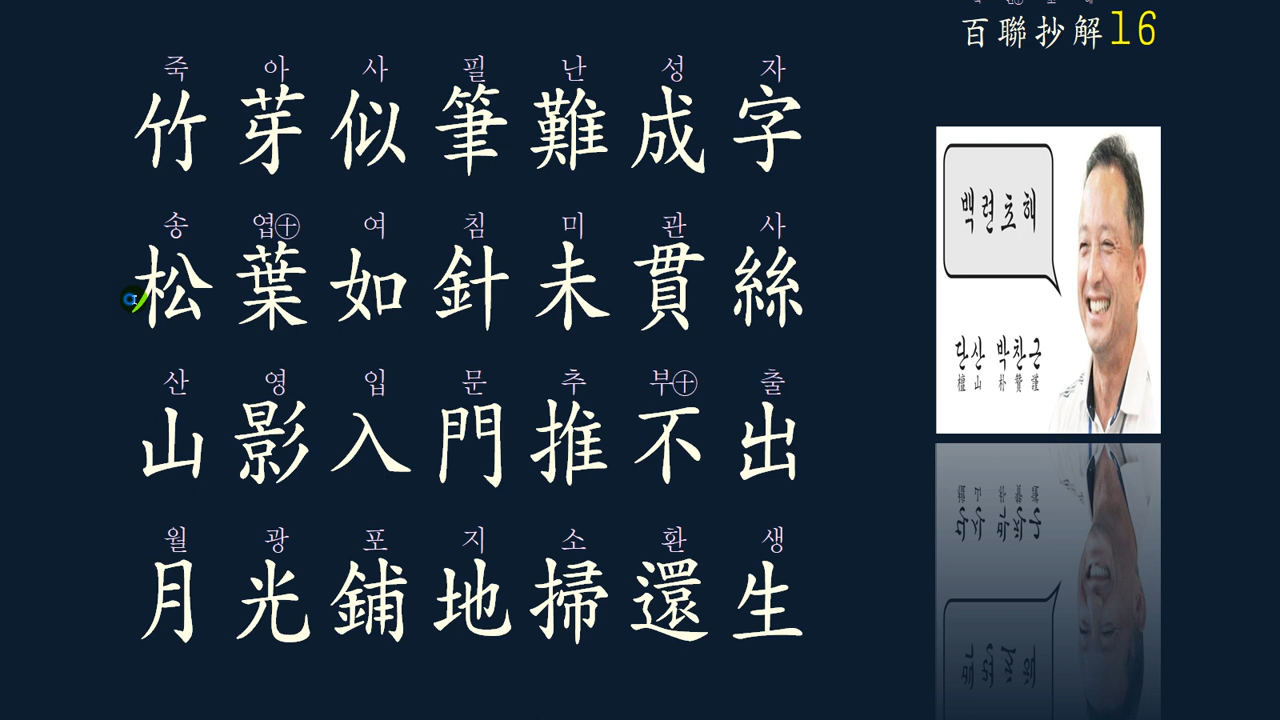 百聯抄解16
죽 아 사 필 난 성 자
竹芽似筆難成字
송 엽㊉ 여 침 미 관 사
松葉如針未貫絲
산 영 입 문 추 부㊉ 출
山影入門推不出
월 광 포 지 소 환 생
月光鋪地掃還生
백련초해
단산 박찬근
檀山 朴贊謹